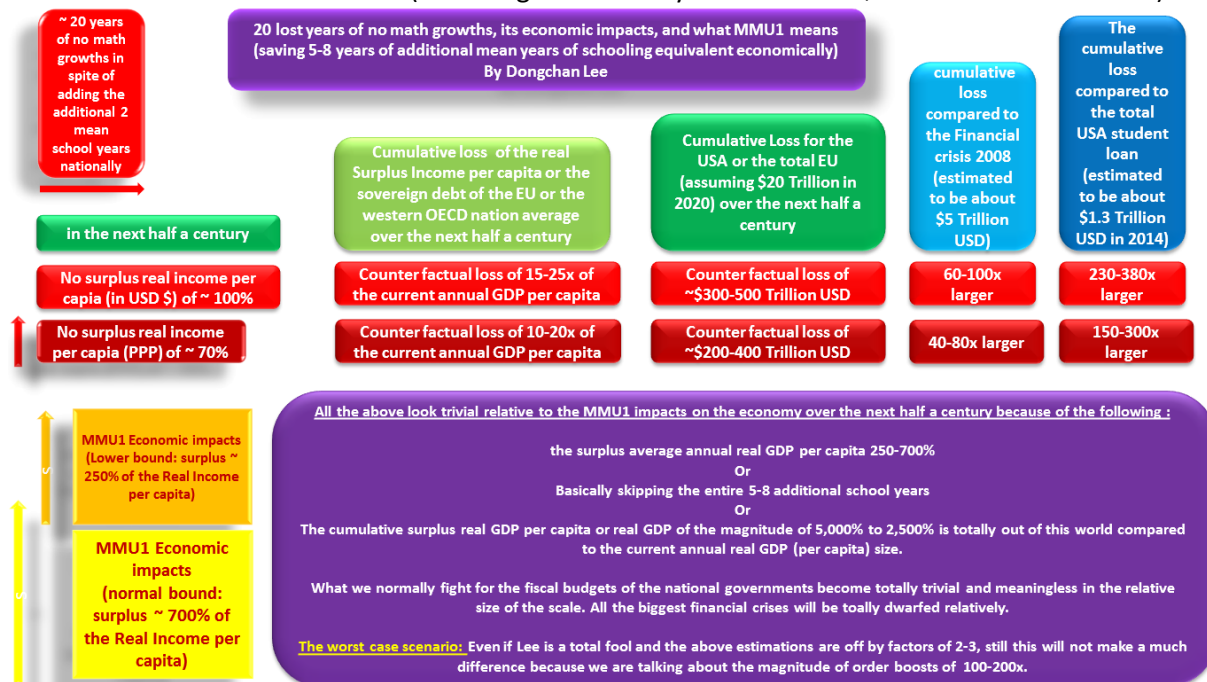 ~ 20 years
of no math
growths in
spite of
adding the
additional 2
mean
school years
nationally
20 lost years of no math growths, its economic impacts, and what MMU1 means
(saving 5-8 years of additional mean years of schooling equivalent economically)
By Dongchan Lee
Cumulative loss of the real
Surplus Income per capita or the
sovereign debt of the EU or the
western OECD nation average
over the next half a century
Cumulative Loss for the
USA or the total EU
(assuming $20 Trillion in
2020) over the next half a
century
cumulative
loss
compared to
the Financial
crisis 2008
(estimated
to be about
$5 Trillion
USD)
The
cumulative
loss
compared to
the total
USA student
loan
(estimated
to be about
$1.3 Trillion
USD in 2014)
in the next half a century
No surplus real income per
capia (in USD $) of ~ 100%
Counter factual loss of 15-25x of
the current annual GDP per capita
Counter factual loss of
~$300-500 Trillion USD
60-100x
larger
230-380x
larger
No surplus real income
per capia (PPP) of ~ 70%
Counter factual loss of 10-20x of
the current annual GDP per capita
Counter factual loss of
~$200-400 Trillion USD
40-80x larger
150-300x
larger
MMU1 Economic impacts
(Lower bound: surplus ~
250% of the Real Income
per capita)
MMU1 Economic
impacts
(normal bound:
surplus ~ 700% of
the Real Income per
capita)
All the above look trivial relative to the MMU1 impacts on the economy over the next half a century because of the following :
the surplus average annual real GDP per capita 250-700%
Or
Basically skipping the entire 5-8 additional school years
Or
The cumulative surplus real GDP per capita or real GDP of the magnitude of 5,000% to 2,500% is totally out of this world compared
to the current annual real GDP (per capita) size.
What we normally fight for the fiscal budgets of the national governments become totally trivial and meaningless in the relative
size of the scale. All the biggest financial crises will be toally dwarfed relatively.
The worst case scenario: Even if Lee is a total fool and the above estimations are off by factors of 2-3, still this will not make a much
difference because we are talking about the magnitude of order boosts of 100-200x.